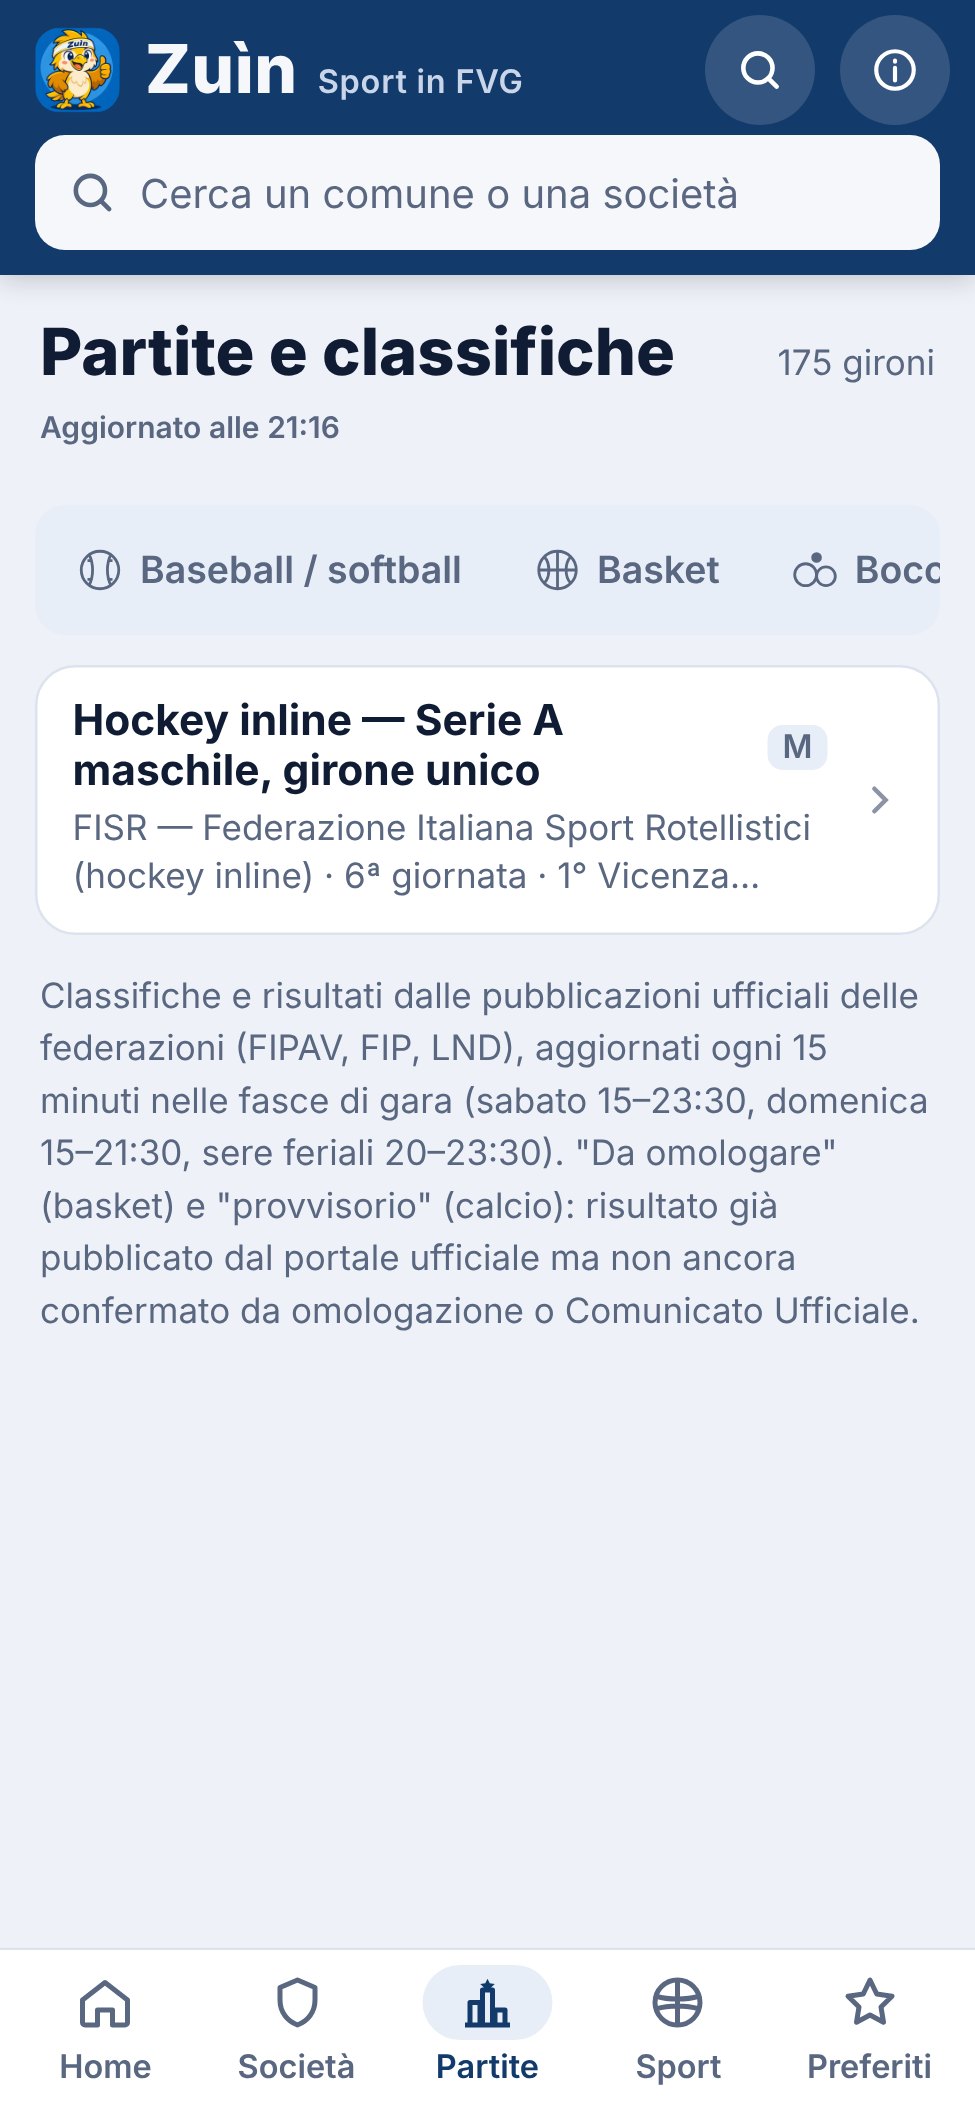 Zuìn
Zuìn Sport in FVG
Cerca un comune o una società
Partite e classifiche 175 gironi
Aggiornato alle 21:16
Baseball / softball Basket Bocc
Hockey inline — Serie A
maschile, girone unico
M
FISR — Federazione Italiana Sport Rotellistici
(hockey inline) · 6ª giornata · 1° Vicenza...
Classifiche e risultati dalle pubblicazioni ufficiali delle
federazioni (FIPAV, FIP, LND), aggiornati ogni 15
minuti nelle fasce di gara (sabato 15–23:30, domenica
15–21:30, sere feriali 20–23:30). "Da omologare"
(basket) e "provvisorio" (calcio): risultato già
pubblicato dal portale ufficiale ma non ancora
confermato da omologazione o Comunicato Ufficiale.
Home Società Partite Sport Preferiti